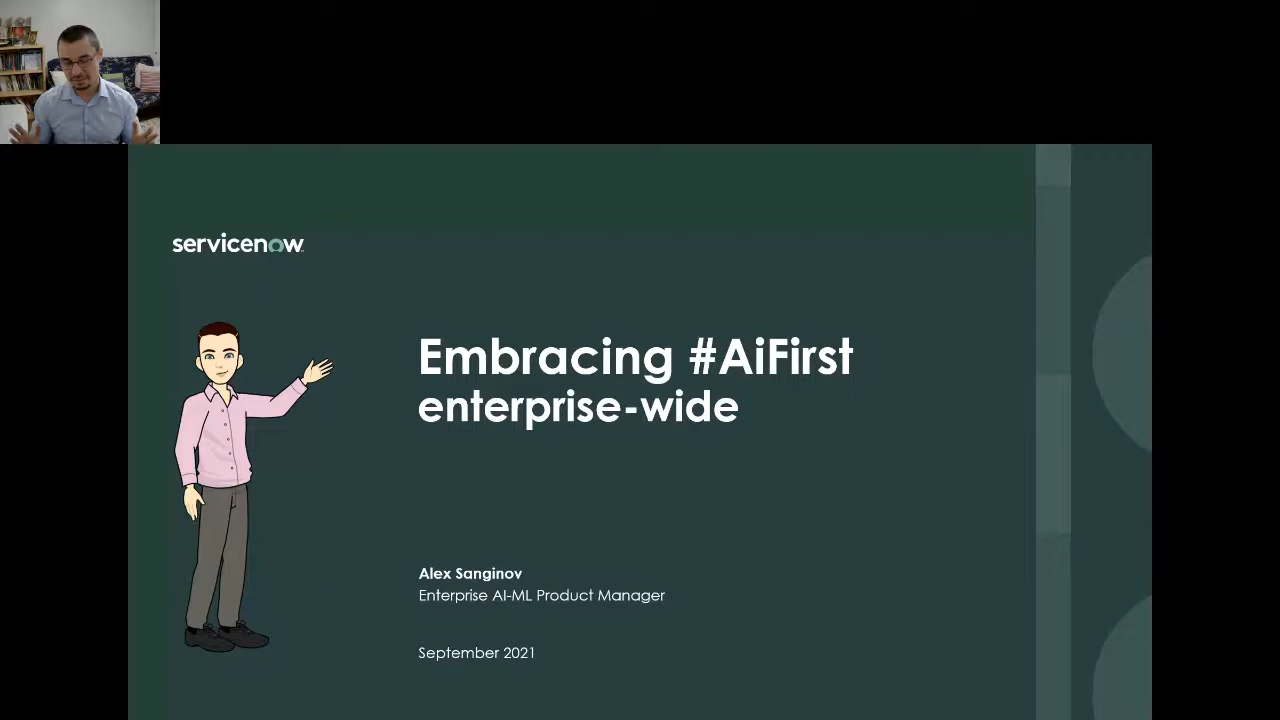 servicenow
Embracing #AiFirst
enterprise-wide
Alex Sanginov
Enterprise AI-ML Product Manager
September 2021